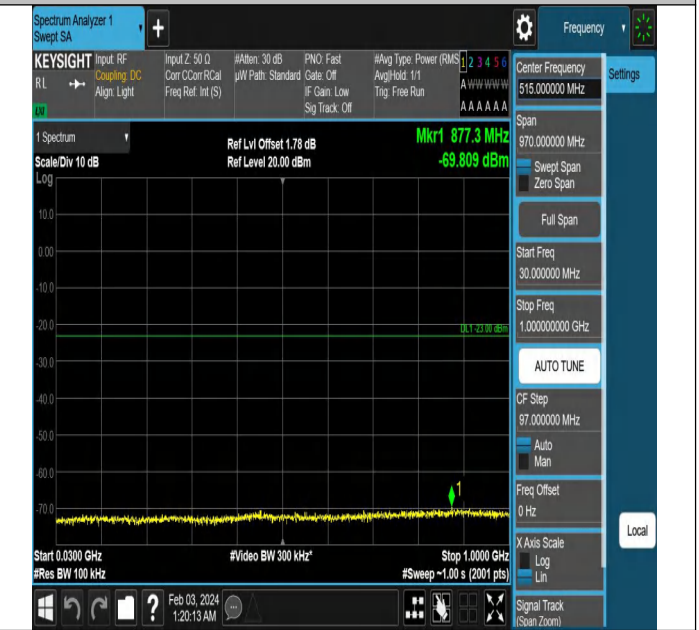 Spectrum Analyzer 1
Swept SA
+
Frequency
KEYSIGHT
RL
Input: RF
Coupling: DC
Align: Light
Input Z: 50 Ω
Corr CCorr RCal
Freq Ref: Int (S)
#Atten: 30 dB
µW Path: Standard
PNO: Fast
Gate: Off
IF Gain: Low
Sig Track: Off
#Avg Type: Power (RMS
Avg|Hold: 1/1
Trig: Free Run
1 2 3 4 5 6
A W W W W W
A A A A A A
1 Spectrum
Scale/Div 10 dB
Log
Ref Lvl Offset 1.78 dB
Ref Level 20.00 dBm
Mkr1 877.3 MHz
-69.809 dBm
10.0
0.00
-10.0
-20.0
-30.0
-40.0
-50.0
-60.0
-70.0
DL1 -23.00 dBm
1
Start 0.0300 GHz
#Res BW 100 kHz
#Video BW 300 kHz*
Stop 1.0000 GHz
#Sweep ~1.00 s (2001 pts)
?
Feb 03, 2024
1:20:13 AM
Center Frequency
515.000000 MHz
Settings
Span
970.000000 MHz
Swept Span
Zero Span
Full Span
Start Freq
30.000000 MHz
Stop Freq
1.000000000 GHz
AUTO TUNE
CF Step
97.000000 MHz
Auto
Man
Freq Offset
0 Hz
X Axis Scale
Log
Lin
Local
Signal Track
(Span Zoom)